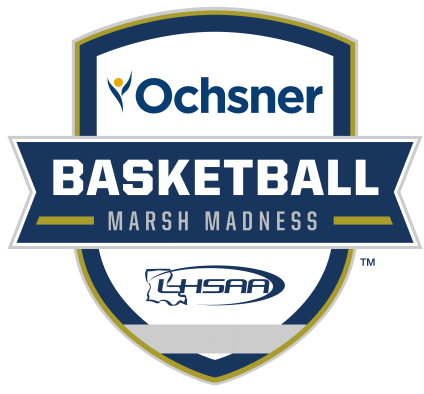 Ochsner
BASKETBALL
MARSH MADNESS
LHSAA
™